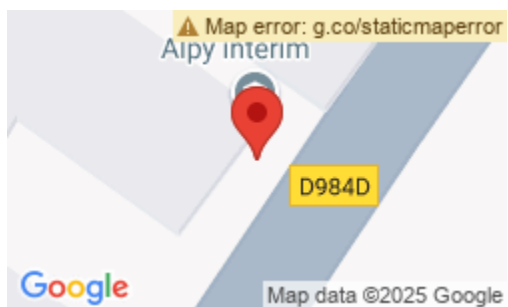 Map error: g.co/staticmaperror
Alpy Interim
D984D
Google
Map data ©2025 Google